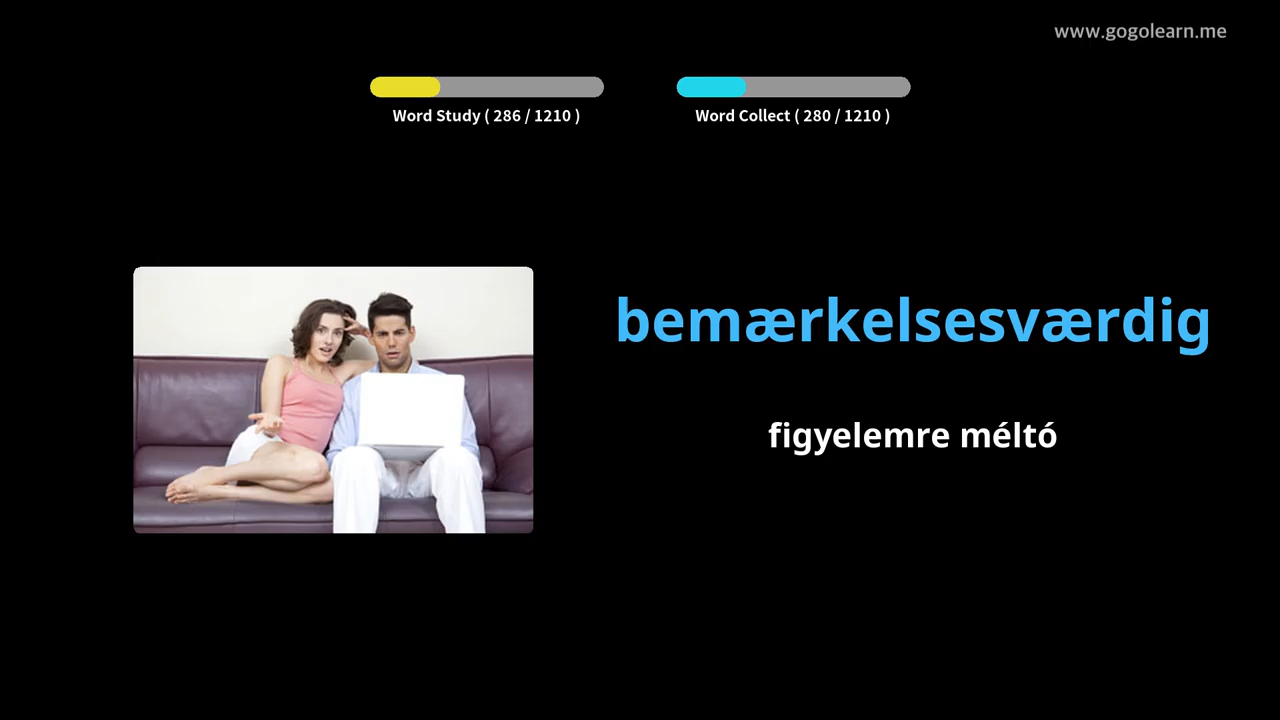 www.gogolearn.me
Word Study ( 286 / 1210 )
Word Collect ( 280 / 1210 )
bemærkelsesværdig
figyelemre méltó